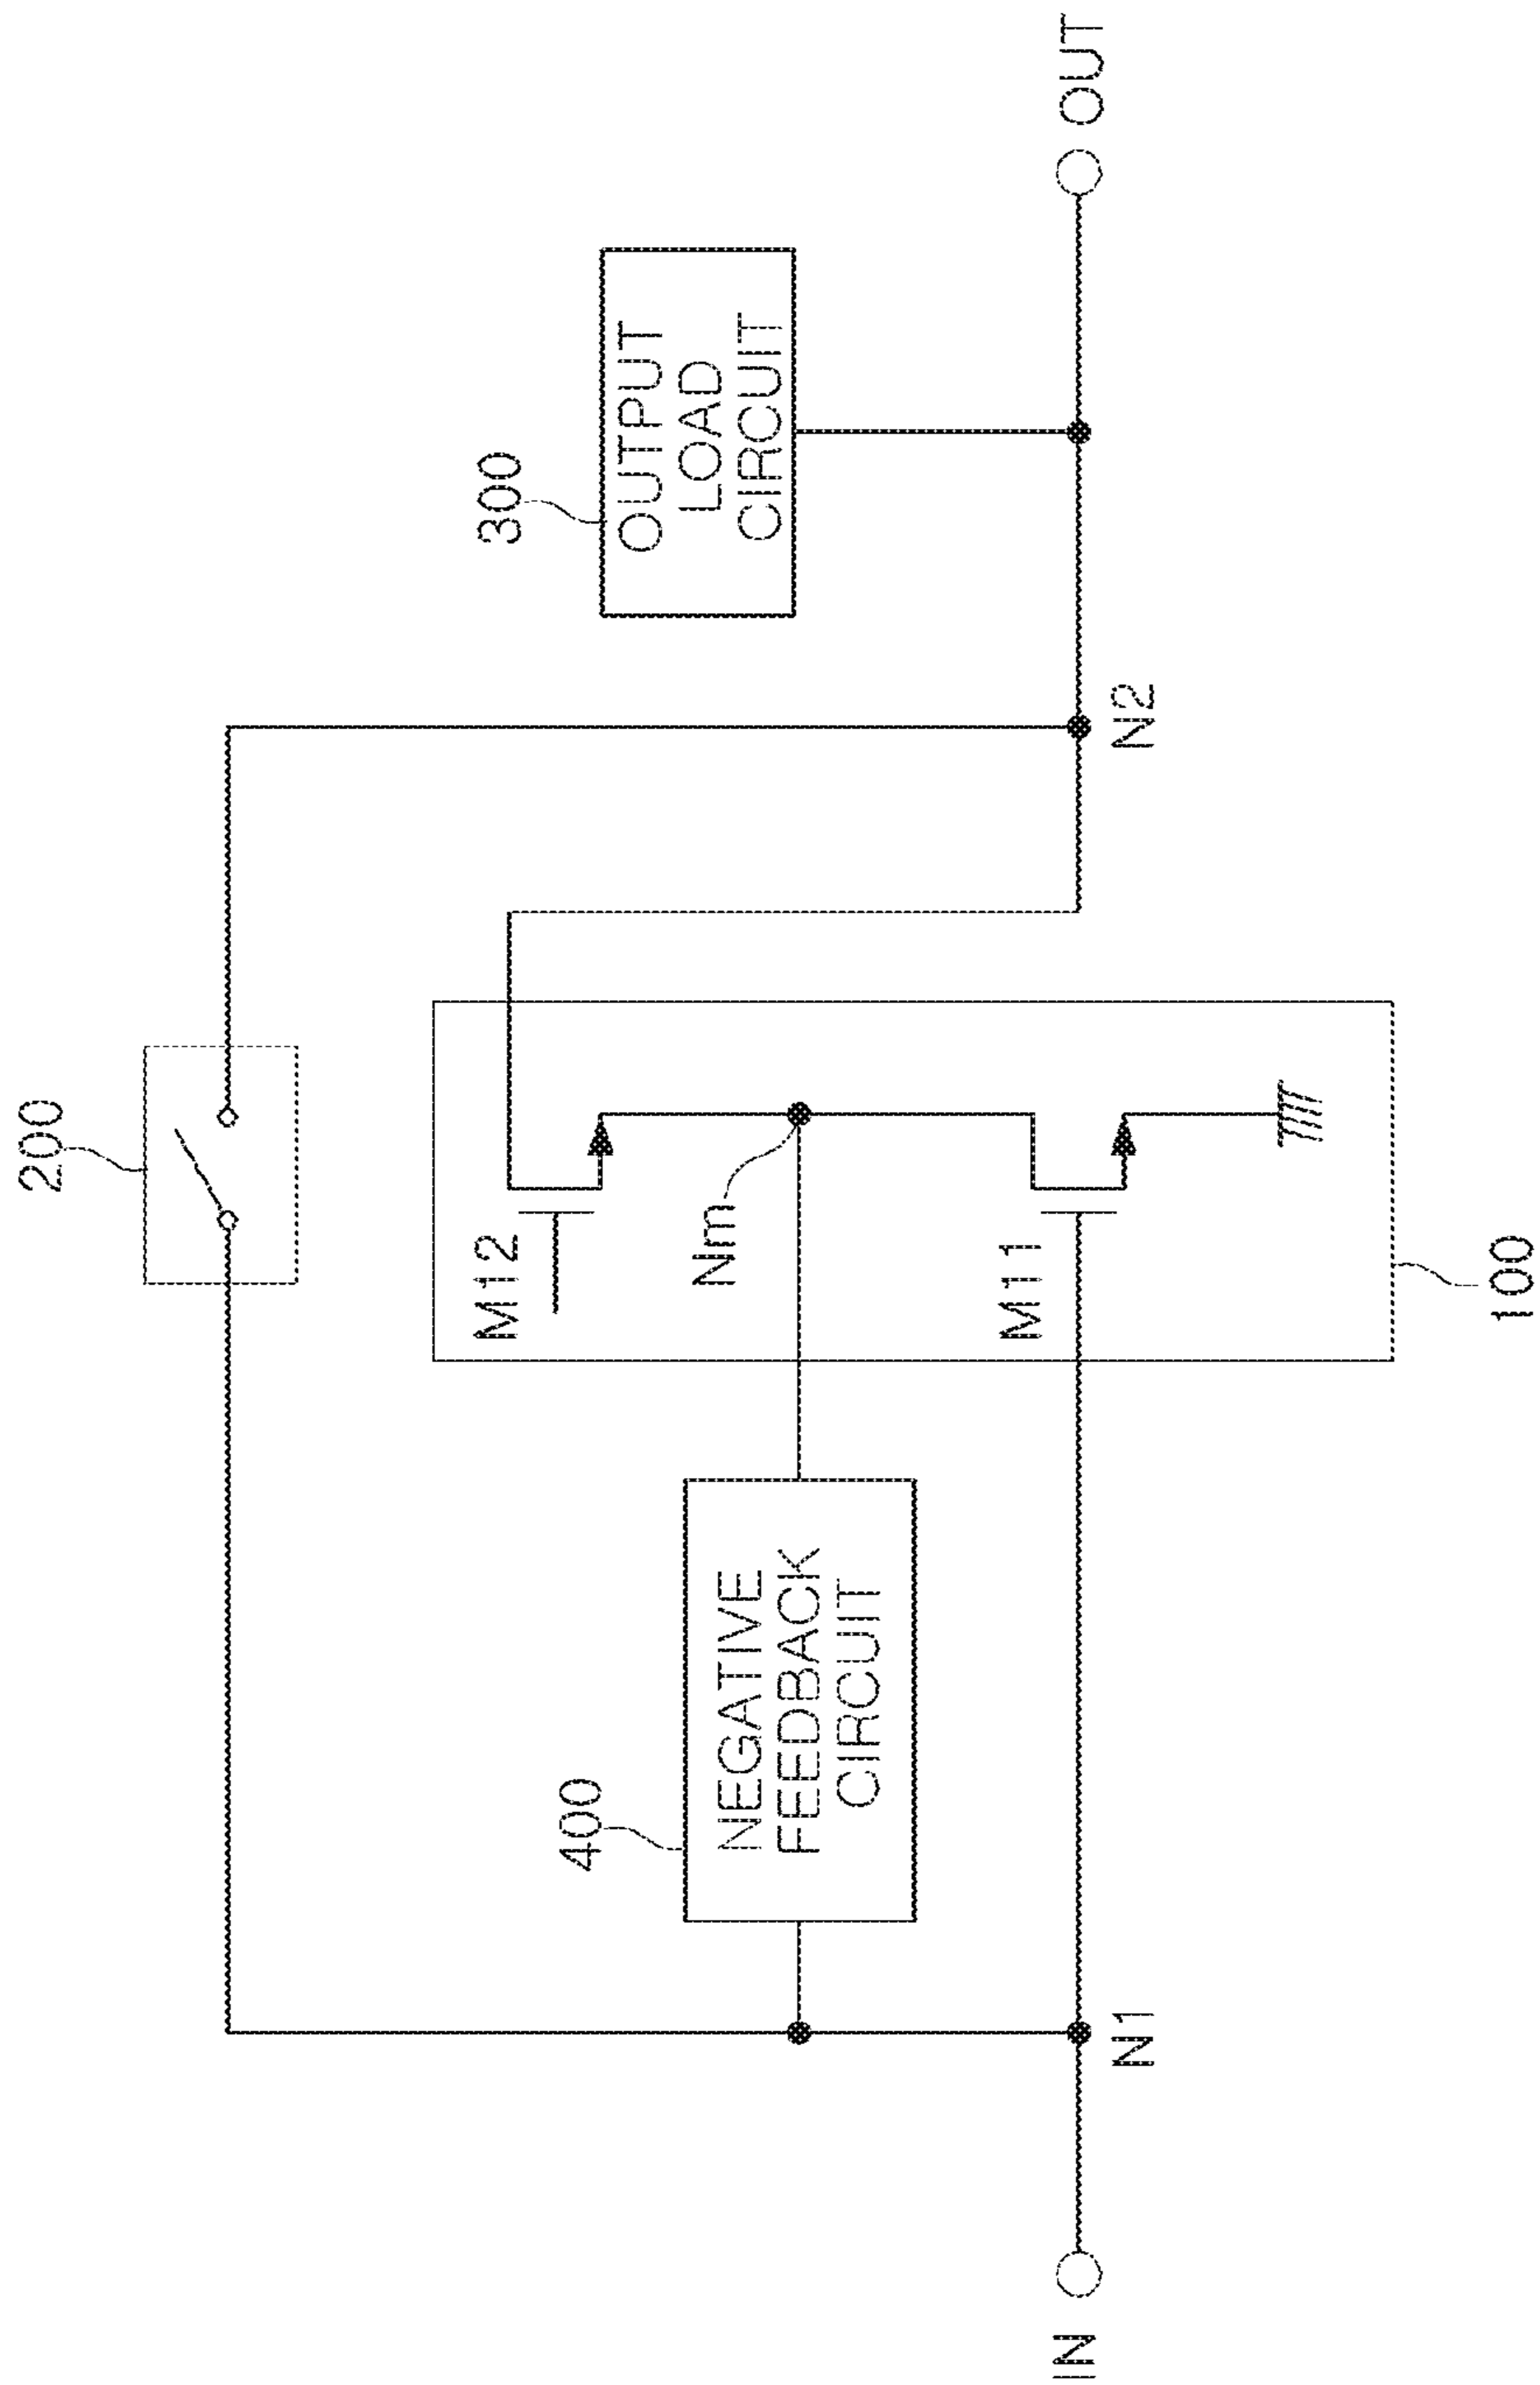 200
300
OUTPUT
LOAD
CIRCUIT
OUT
M12
400
NEGATIVE
FEEDBACK
CIRCUIT
Nm
M11
IN
N1
N2
100